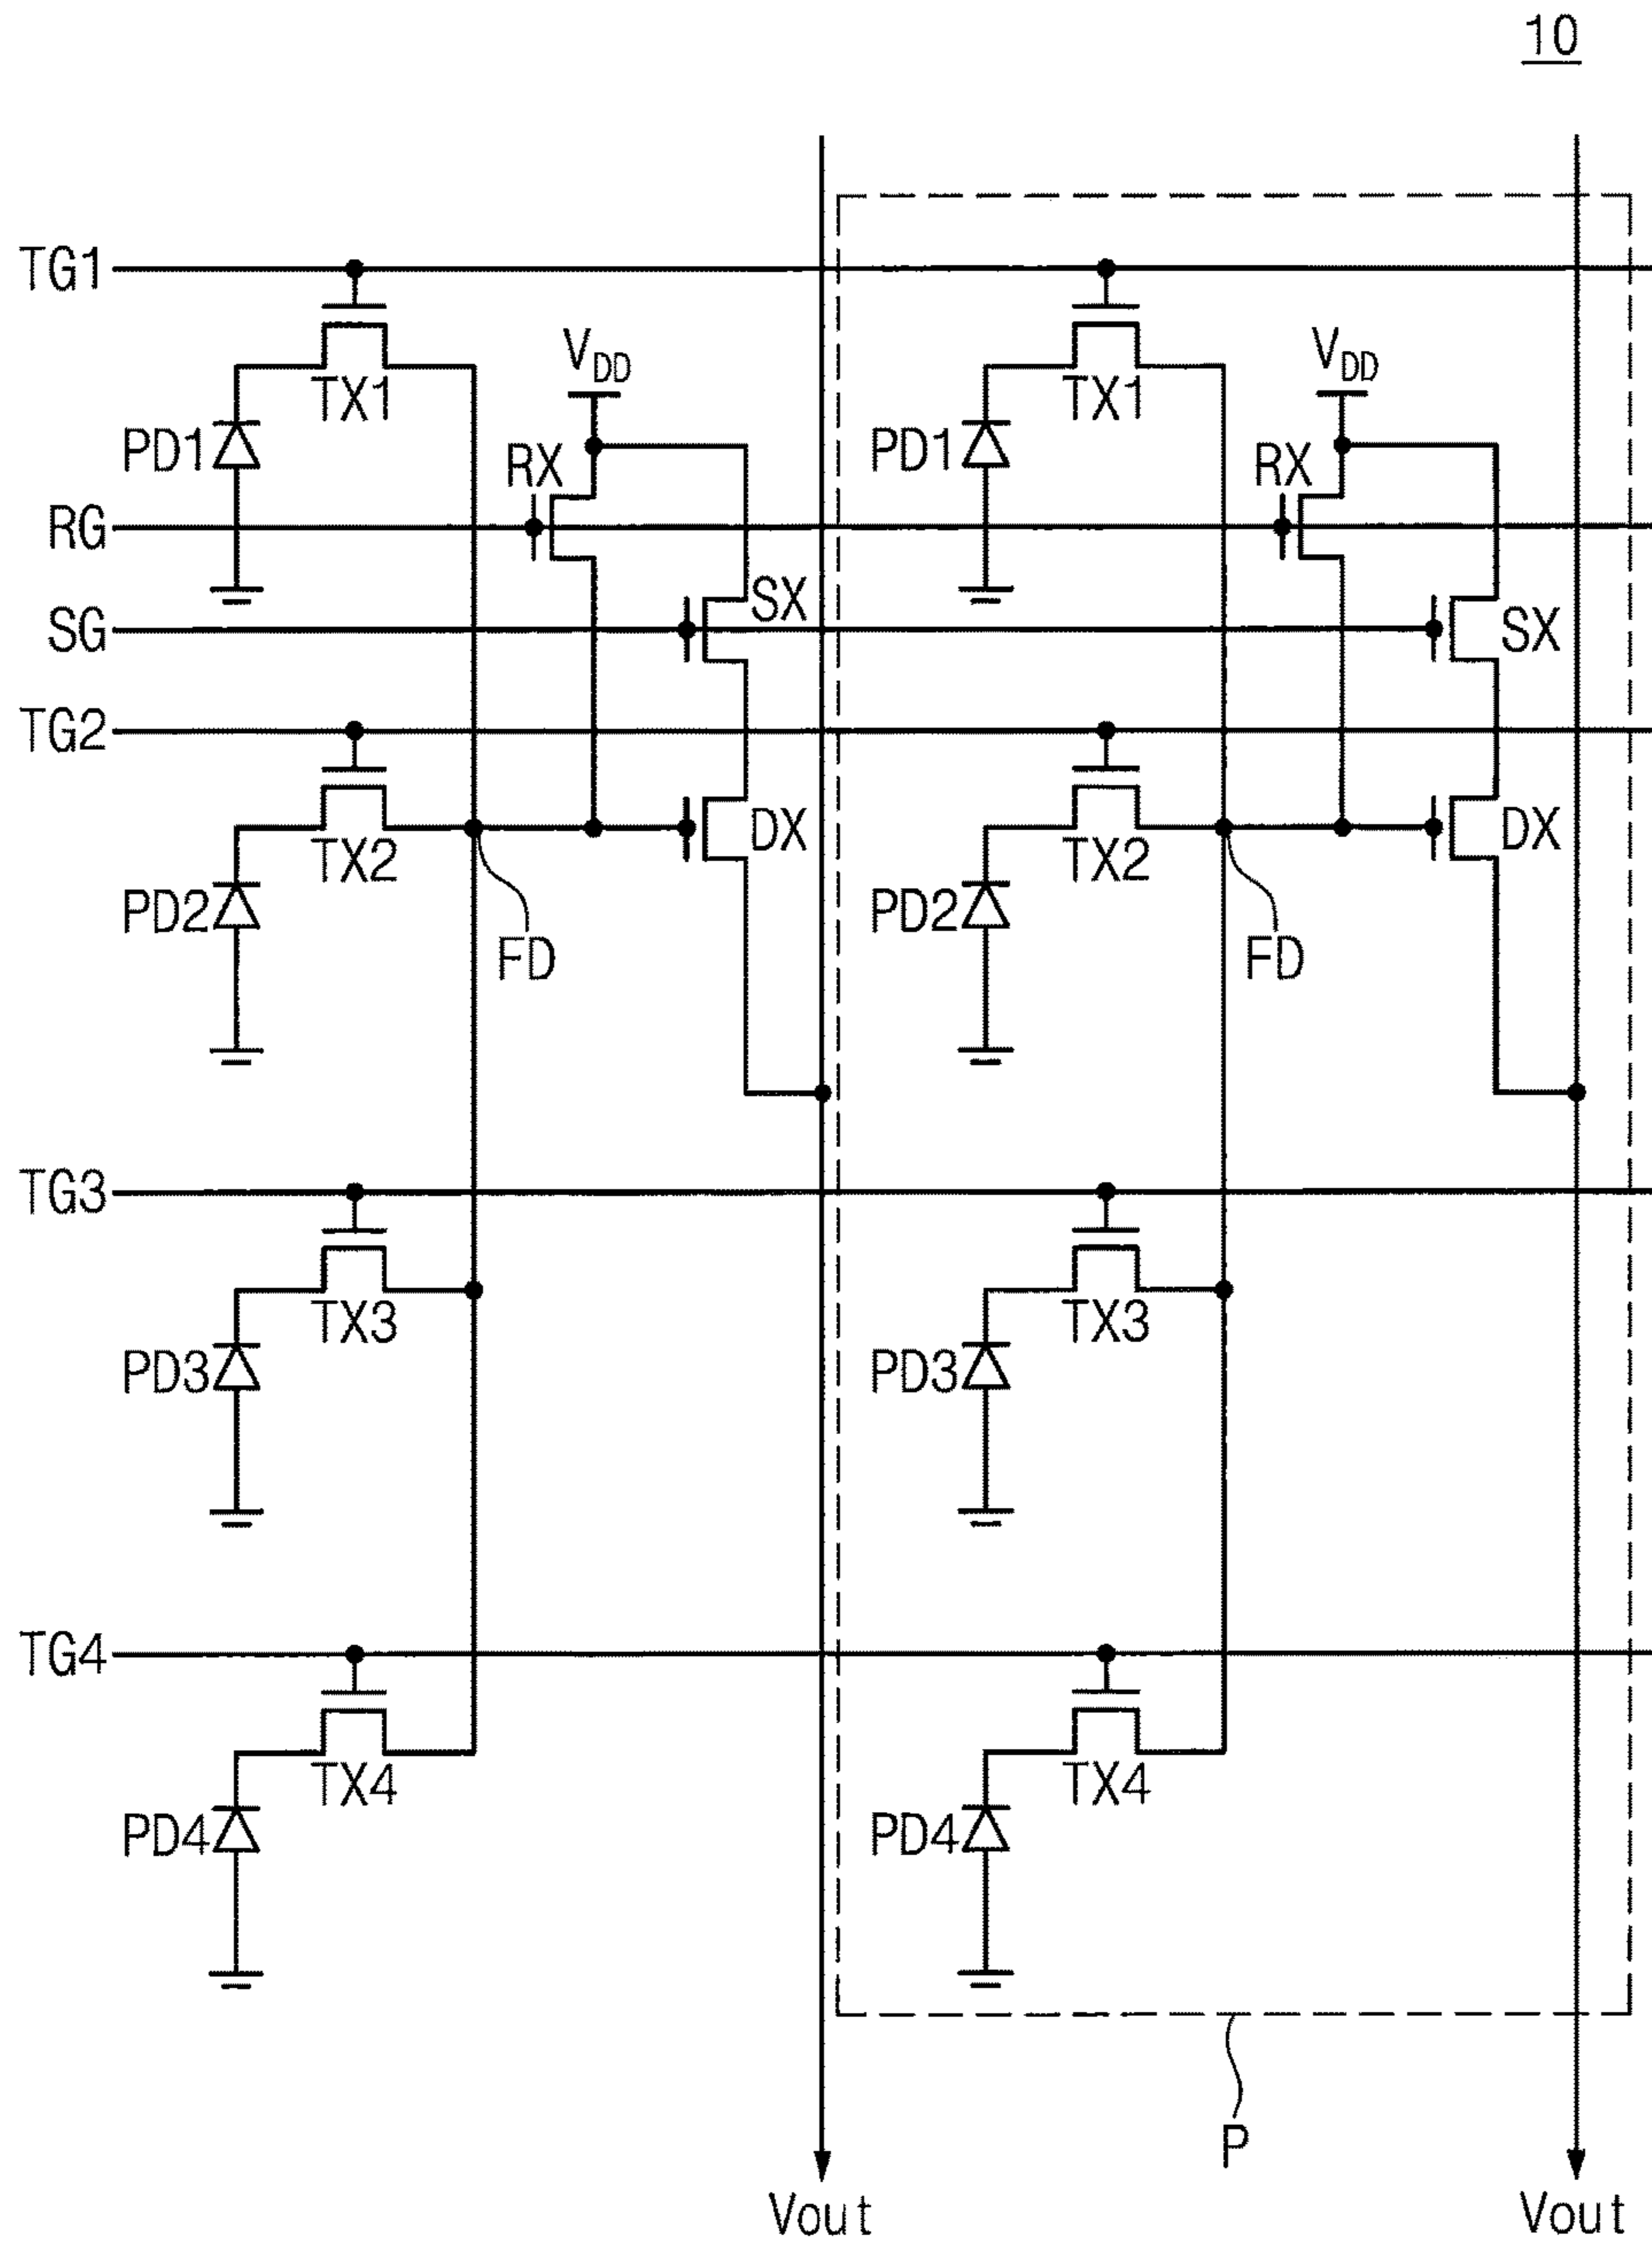 10
TG1
TX1
VDD
TX1
VDD
PD1
RX
PD1
RX
RG
SX
SG
SX
TG2
DX
DX
TX2
TX2
PD2
PD2
FD
FD
TG3
TX3
TX3
PD3
PD3
TG4
TX4
TX4
PD4
PD4
P
Vout
Vout